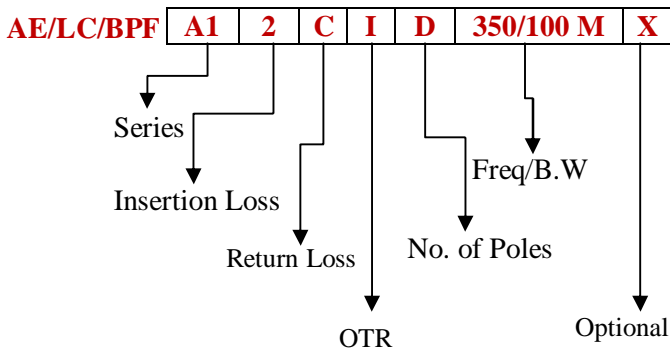 AE/LC/BPF A1 2 C I D 350/100 M X
Series
Freq/B.W
Insertion Loss
No. of Poles
Return Loss
Optional
OTR